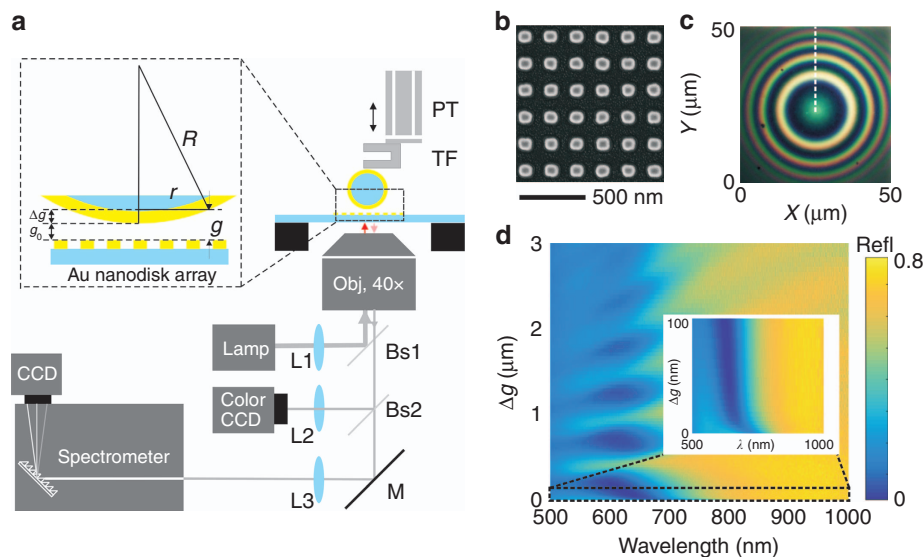 a
PT
TF
R
r
Δg
g₀
g
Au nanodisk array
Obj, 40×
Lamp
L1
Bs1
CCD
Color
CCD
L2
Bs2
Spectrometer
L3
M
b
500 nm
c
50
Y (μm)
0
0
X (μm)
50
d
Refl
3
0.8
2
1
0
Δg (μm)
100
Δg (nm)
0
500
λ (nm)
1000
0
500
600
700
800
900
1000
Wavelength (nm)